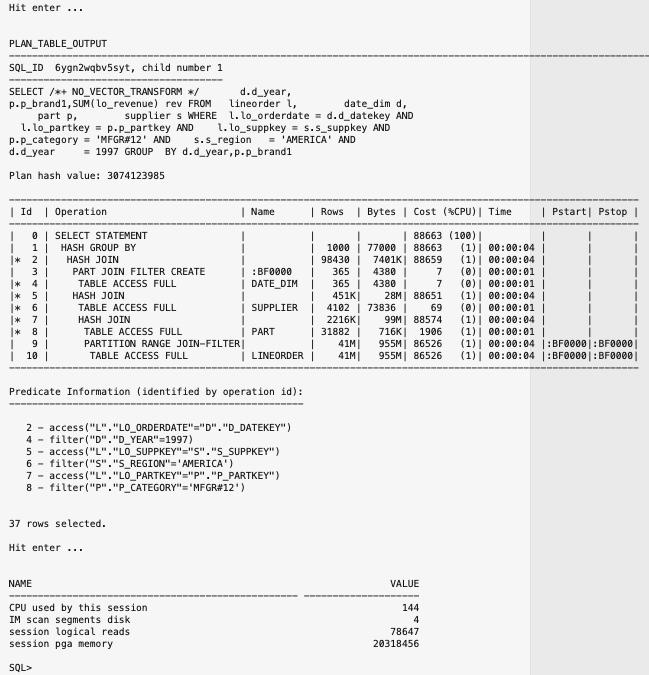 Hit enter ...
PLAN_TABLE_OUTPUT
SQL_ID  6ygn2wqbv5syt, child number 1
SELECT /*+ NO_VECTOR_TRANSFORM */       d.d_year,
p.p_brand1,SUM(lo_revenue) rev FROM   lineorder l,        date_dim d,
     part p,        supplier s WHERE  l.lo_orderdate = d.d_datekey AND
  l.lo_partkey = p.p_partkey AND    l.lo_suppkey = s.s_suppkey AND
p.p_category = 'MFGR#12' AND    s.s_region   = 'AMERICA' AND
d.d_year     = 1997 GROUP  BY d.d_year,p.p_brand1
Plan hash value: 3074123985
| Id  | Operation                      | Name      | Rows  | Bytes | Cost (%CPU)| Time     | Pstart| Pstop |
|   0 | SELECT STATEMENT               |           |       |       | 88663 (100)|          |       |       |
|   1 |  HASH GROUP BY                 |           |  1000 | 77000 | 88663   (1)| 00:00:04 |       |       |
|*  2 |   HASH JOIN                    |           | 98430 |  7401K| 88663   (1)| 00:00:04 |       |       |
|   3 |    PART JOIN FILTER CREATE     | :BF0000   |   365 |  4380 |     7   (0)| 00:00:01 |       |       |
|*  4 |     TABLE ACCESS FULL          | DATE_DIM  |   365 |  4380 |     7   (0)| 00:00:01 |       |       |
|*  5 |    HASH JOIN                   |           |   451K|    28M| 88651   (1)| 00:00:04 |       |       |
|*  6 |     TABLE ACCESS FULL          | SUPPLIER  |  4102 | 73836 |    69   (0)| 00:00:01 |       |       |
|*  7 |     HASH JOIN                  |           |  2216K|    99M| 88574   (1)| 00:00:04 |       |       |
|*  8 |      TABLE ACCESS FULL         | PART      | 31882 |   716K|  1906   (1)| 00:00:01 |       |       |
|   9 |      PARTITION RANGE JOIN-FILTER|           |    41M|   955M| 86526   (1)| 00:00:04 |:BF0000|:BF0000|
|  10 |       TABLE ACCESS FULL        | LINEORDER |    41M|   955M| 86526   (1)| 00:00:04 |:BF0000|:BF0000|
Predicate Information (identified by operation id):
   2 - access("L"."LO_ORDERDATE"="D"."D_DATEKEY")
   4 - filter("D"."D_YEAR"=1997)
   5 - access("L"."LO_SUPPKEY"="S"."S_SUPPKEY")
   6 - filter("S"."S_REGION"='AMERICA')
   7 - access("L"."LO_PARTKEY"="P"."P_PARTKEY")
   8 - filter("P"."P_CATEGORY"='MFGR#12')
37 rows selected.
Hit enter ...
NAME                                                            VALUE
CPU used by this session                                          144
IM scan segments disk                                               4
session logical reads                                           78647
session pga memory                                           20318456
SQL>